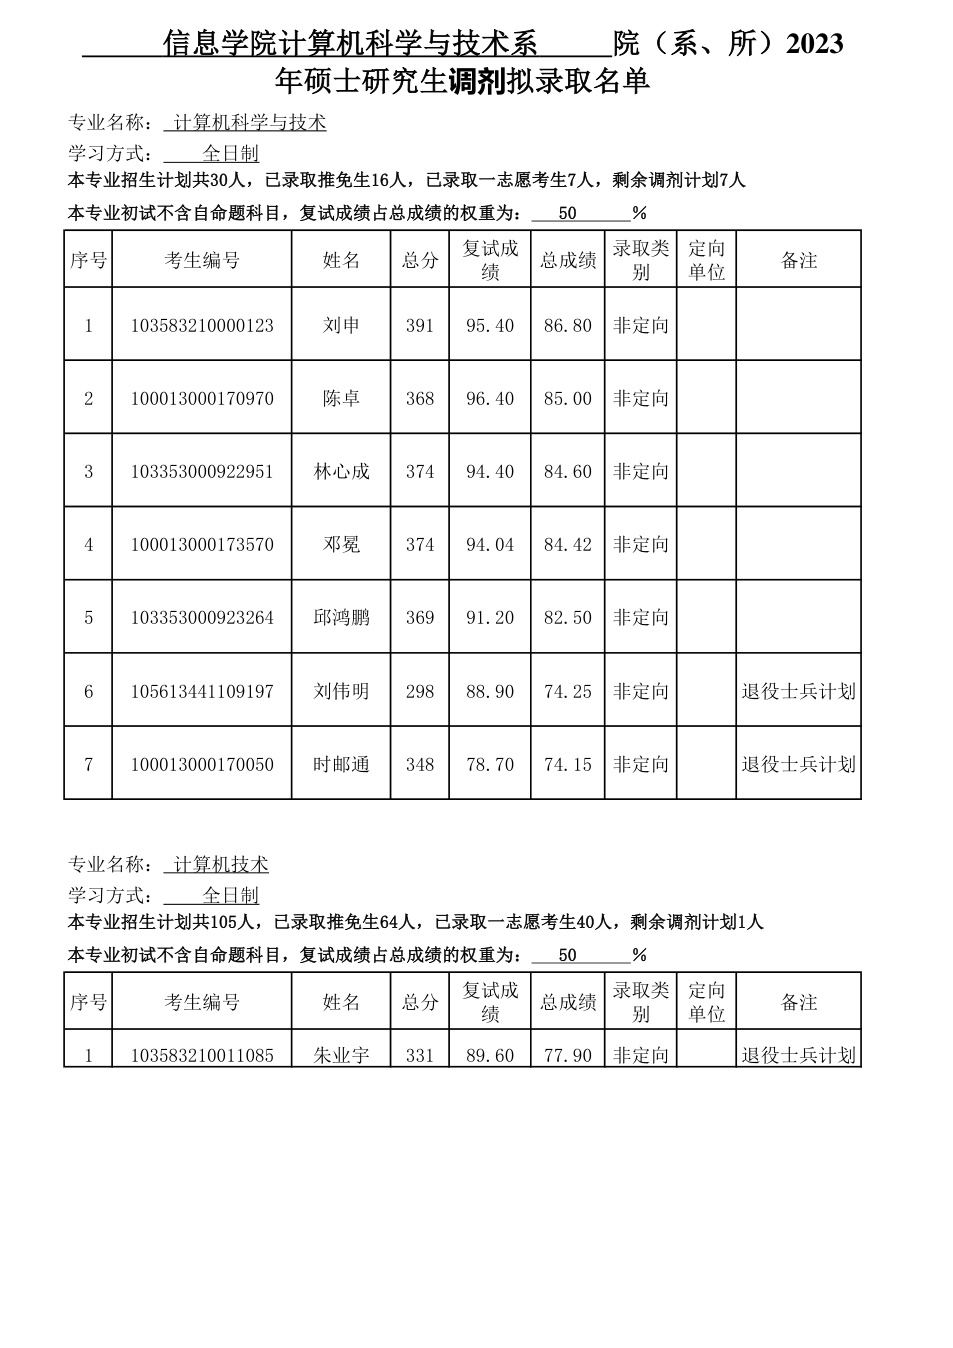 信息学院计算机科学与技术系 院（系、所）2023
年硕士研究生调剂拟录取名单
专业名称： 计算机科学与技术
学习方式： 全日制
本专业招生计划共30人，已录取推免生16人，已录取一志愿考生7人，剩余调剂计划7人
本专业初试不含自命题科目，复试成绩占总成绩的权重为： 50 %
序号 考生编号 姓名 总分 复试成绩 总成绩 录取类别 定向单位 备注
1 103583210000123 刘申 391 95.40 86.80 非定向
2 100013000170970 陈卓 368 96.40 85.00 非定向
3 103353000922951 林心成 374 94.40 84.60 非定向
4 100013000173570 邓冕 374 94.04 84.42 非定向
5 103353000923264 邱鸿鹏 369 91.20 82.50 非定向
6 105613441109197 刘伟明 298 88.90 74.25 非定向 退役士兵计划
7 100013000170050 时邮通 348 78.70 74.15 非定向 退役士兵计划
专业名称： 计算机技术
学习方式： 全日制
本专业招生计划共105人，已录取推免生64人，已录取一志愿考生40人，剩余调剂计划1人
本专业初试不含自命题科目，复试成绩占总成绩的权重为： 50 %
序号 考生编号 姓名 总分 复试成绩 总成绩 录取类别 定向单位 备注
1 103583210011085 朱业宇 331 89.60 77.90 非定向 退役士兵计划